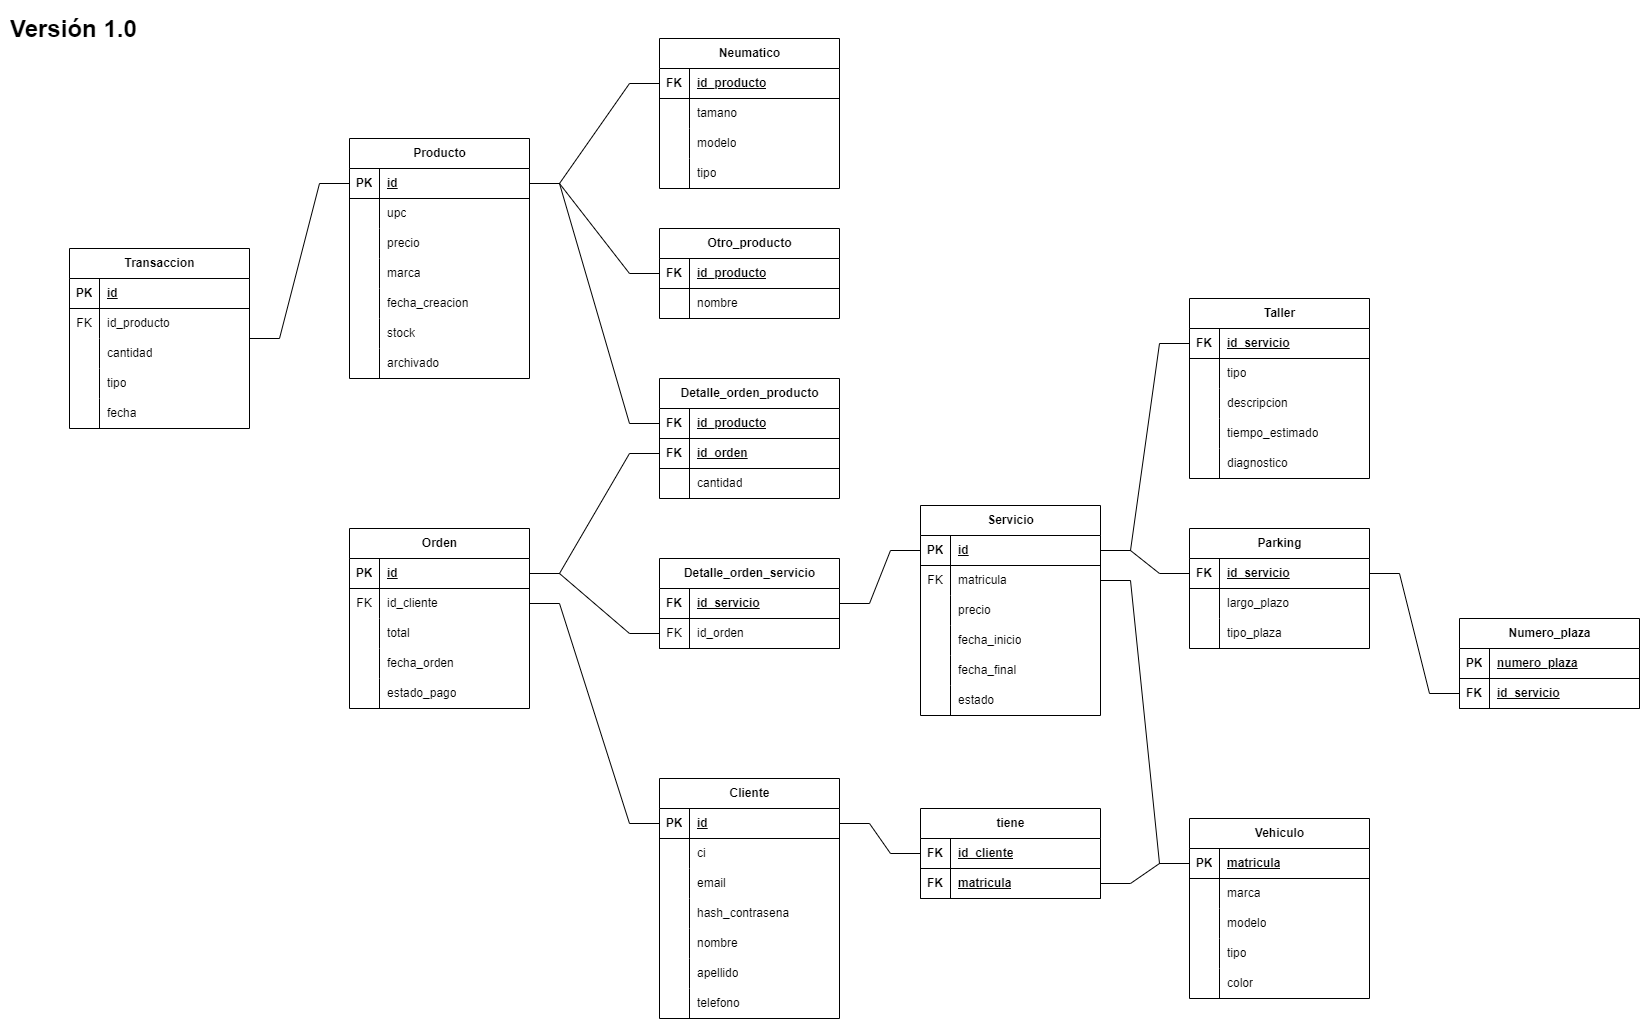 Versión 1.0
Neumatico
FK id_producto
tamano
modelo
tipo
Producto
PK id
upc
precio
marca
fecha_creacion
stock
archivado
Otro_producto
FK id_producto
nombre
Transaccion
PK id
FK id_producto
cantidad
tipo
fecha
Detalle_orden_producto
FK id_producto
FK id_orden
cantidad
Taller
FK id_servicio
tipo
descripcion
tiempo_estimado
diagnostico
Orden
PK id
FK id_cliente
total
fecha_orden
estado_pago
Detalle_orden_servicio
FK id_servicio
FK id_orden
Servicio
PK id
FK matricula
precio
fecha_inicio
fecha_final
estado
Parking
FK id_servicio
largo_plazo
tipo_plaza
Numero_plaza
PK numero_plaza
FK id_servicio
Cliente
PK id
ci
email
hash_contrasena
nombre
apellido
telefono
tiene
FK id_cliente
FK matricula
Vehiculo
PK matricula
marca
modelo
tipo
color